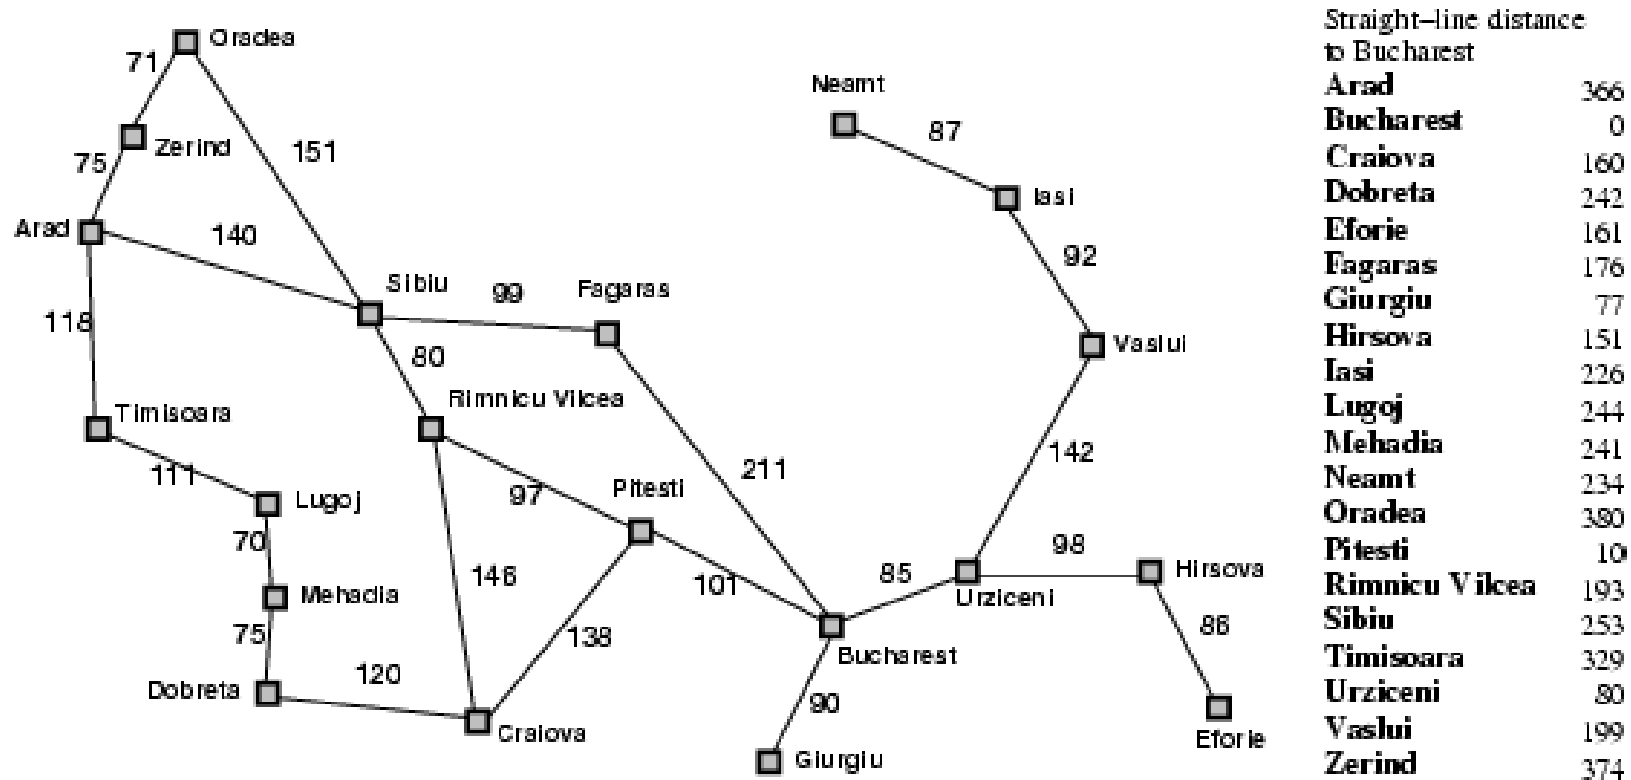 Oradea
71
Neamt
87
Zerind
151
75
Iasi
Arad
140
92
Sibiu
99
Fagaras
118
80
Vaslui
Timisoara
Rimnicu Vilcea
142
111
211
Lugoj
97
Pitesti
70
98
Hirsova
146
101
85
Mehadia
Urziceni
75
138
86
120
Bucharest
Dobreta
90
Craiova
Eforie
Giurgiu
Straight-line distance
to Bucharest
Arad 366
Bucharest 0
Craiova 160
Dobreta 242
Eforie 161
Fagaras 176
Giurgiu 77
Hirsova 151
Iasi 226
Lugoj 244
Mehadia 241
Neamt 234
Oradea 380
Pitesti 10
Rimnicu Vilcea 193
Sibiu 253
Timisoara 329
Urziceni 80
Vaslui 199
Zerind 374